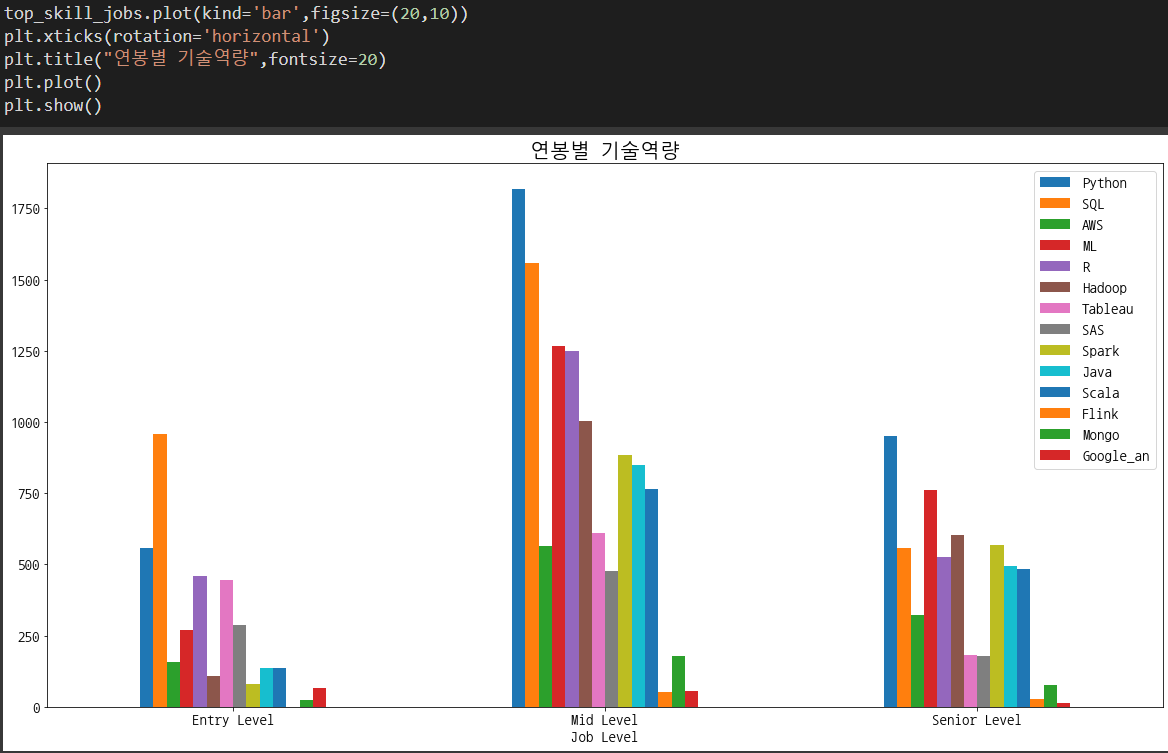 top_skill_jobs.plot(kind='bar',figsize=(20,10))
plt.xticks(rotation='horizontal')
plt.title("연봉별 기술역량",fontsize=20)
plt.plot()
plt.show()
연봉별 기술역량
1750
1500
1250
1000
750
500
250
0
Python
SQL
AWS
ML
R
Hadoop
Tableau
SAS
Spark
Java
Scala
Flink
Mongo
Google_an
Entry Level
Mid Level
Senior Level
Job Level